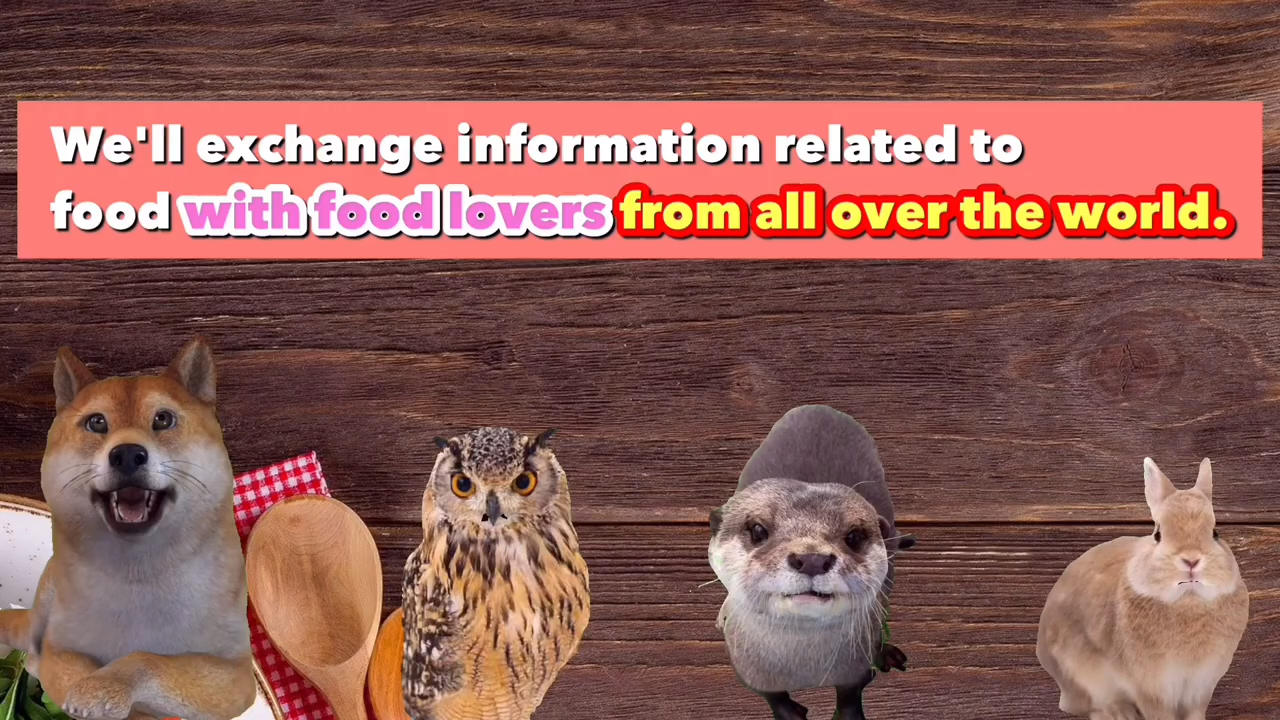 We'll exchange information related to
food with food lovers from all over the world.